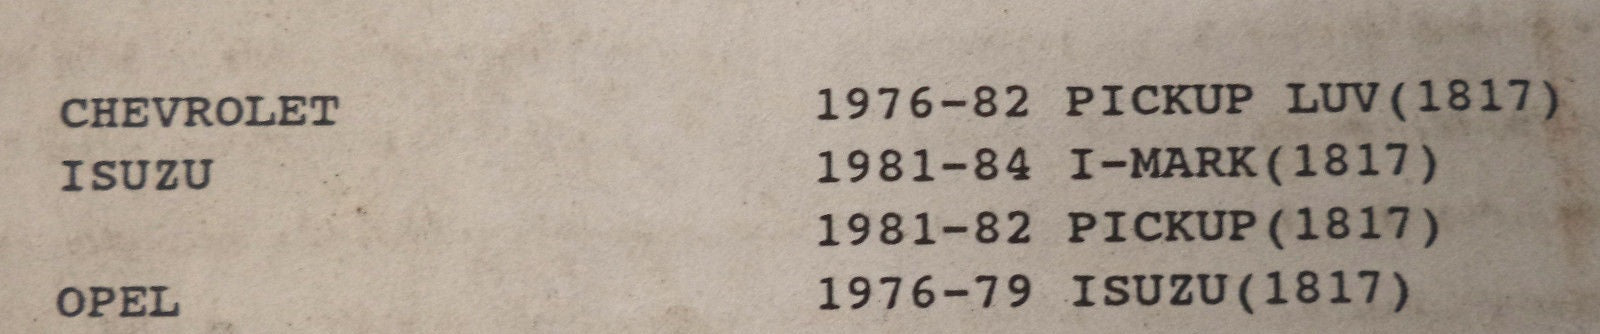 CHEVROLET 1976-82 PICKUP LUV(1817)
ISUZU 1981-84 I-MARK(1817)
1981-82 PICKUP(1817)
OPEL 1976-79 ISUZU(1817)